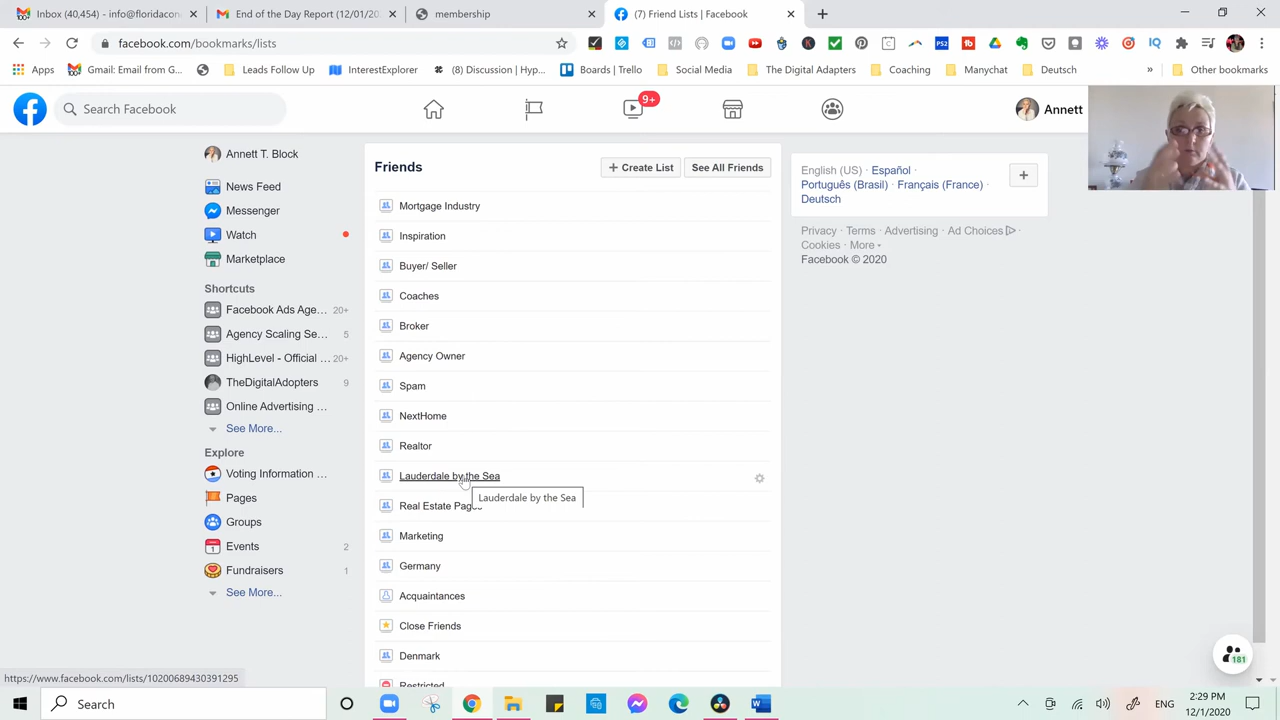 Inbox (40,454) - info@floridacon
End of the Day Report (12/01/20
membership
(7) Friend Lists | Facebook
facebook.com/bookmarks/lists
Apps
Gmail: Email from G...
Leads Follow Up
InterestExplorer
(8) Discussion | Hyp...
Boards | Trello
Social Media
The Digital Adapters
Coaching
Manychat
Deutsch
»
Other bookmarks
Search Facebook
9+
Annett
Annett T. Block
News Feed
Messenger
Watch
Marketplace
Shortcuts
Facebook Ads Age... 20+
Agency Scaling Se... 5
HighLevel - Official ... 20+
TheDigitalAdopters 9
Online Advertising ...
See More...
Explore
Voting Information ...
Pages
Groups
Events 2
Fundraisers 1
See More...
Friends
+ Create List
See All Friends
Mortgage Industry
Inspiration
Buyer/ Seller
Coaches
Broker
Agency Owner
Spam
NextHome
Realtor
Lauderdale by the Sea
Lauderdale by the Sea
Real Estate Pages
Marketing
Germany
Acquaintances
Close Friends
Denmark
Restricted
English (US) · Español ·
Português (Brasil) · Français (France) ·
Deutsch
Privacy · Terms · Advertising · Ad Choices ·
Cookies · More
Facebook © 2020
181
https://www.facebook.com/lists/10200689430391295
Search
ENG
2:29 PM
12/1/2020